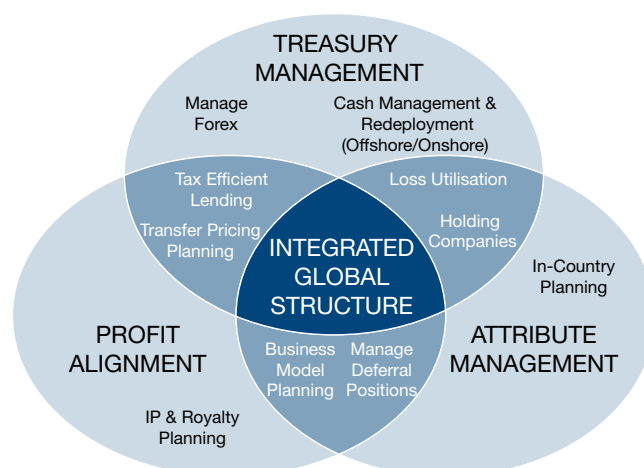 TREASURY
MANAGEMENT
Manage
Forex
Cash Management &
Redeployment
(Offshore/Onshore)
Tax Efficient
Lending
Transfer Pricing
Planning
Loss Utilisation
Holding
Companies
INTEGRATED
GLOBAL
STRUCTURE
In-Country
Planning
PROFIT
ALIGNMENT
ATTRIBUTE
MANAGEMENT
Business
Model
Planning
Manage
Deferral
Positions
IP & Royalty
Planning